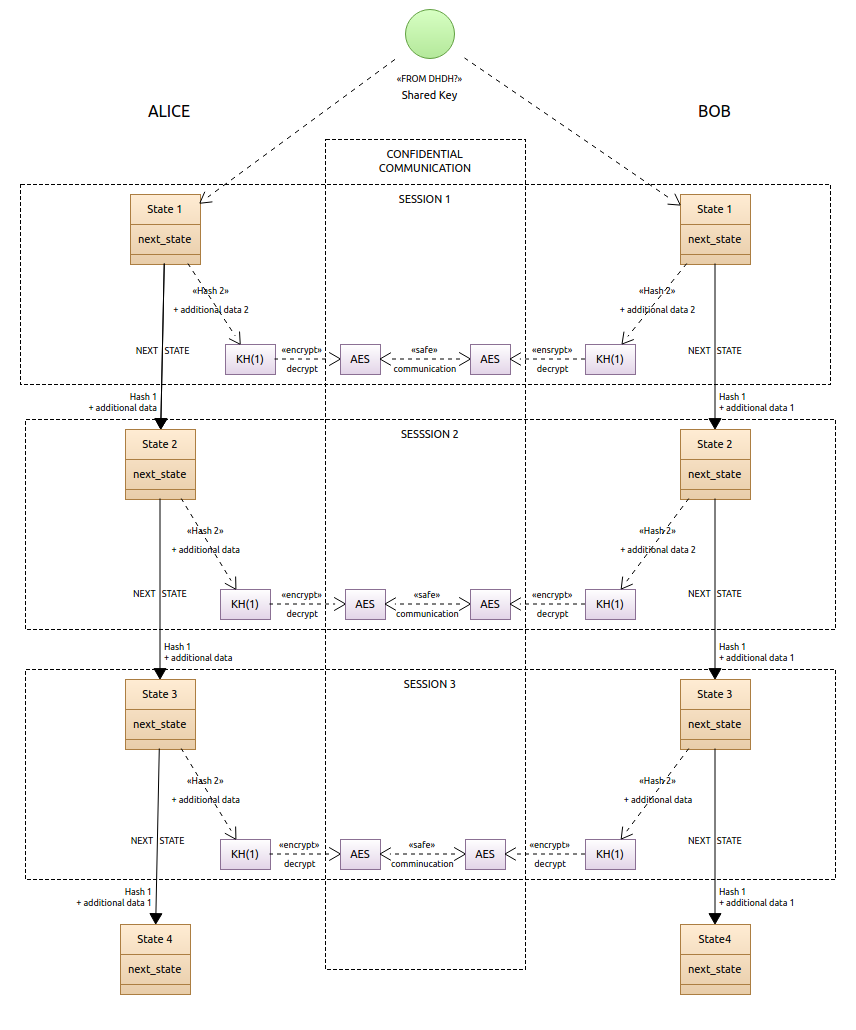 «FROM DHDH?»
Shared Key
ALICE
BOB
CONFIDENTIAL
COMMUNICATION
SESSION 1
State 1
next_state
State 1
next_state
«Hash 2»
+ additional data 2
«Hash 2»
+ additional data 2
NEXT STATE
KH(1)
«encrypt»
decrypt
AES
«safe»
communication
AES
«ensrypt»
decrypt
KH(1)
NEXT STATE
Hash 1
+ additional data
Hash 1
+ additional data 1
SESSSION 2
State 2
next_state
State 2
next_state
«Hash 2»
+ additional data
«Hash 2»
+ additional data 2
NEXT STATE
KH(1)
«encrypt»
decrypt
AES
«safe»
communication
AES
«encrypt»
decrypt
KH(1)
NEXT STATE
Hash 1
+ additional data
Hash 1
+ additional data 1
SESSION 3
State 3
next_state
State 3
next_state
«Hash 2»
+ additional data
«Hash 2»
+ additional data
NEXT STATE
KH(1)
«encrypt»
decrypt
AES
«safe»
comminucation
AES
«encrypt»
decrypt
KH(1)
NEXT STATE
Hash 1
+ additional data 1
Hash 1
+ additional data 1
State 4
next_state
State4
next_state